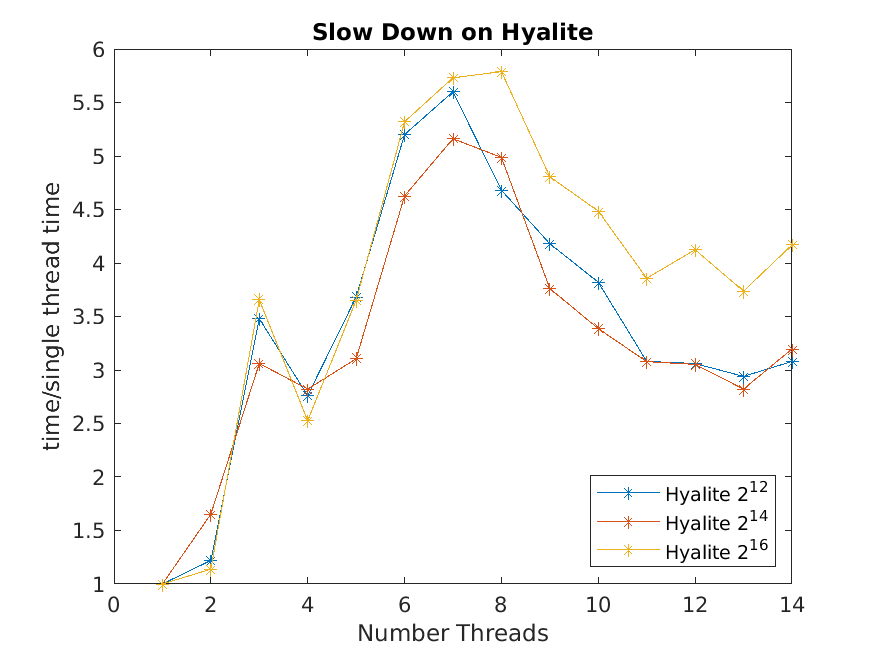 Slow Down on Hyalite
time/single thread time
6
5.5
5
4.5
4
3.5
3
2.5
2
1.5
1
0 2 4 6 8 10 12 14
Number Threads
Hyalite 2^12
Hyalite 2^14
Hyalite 2^16